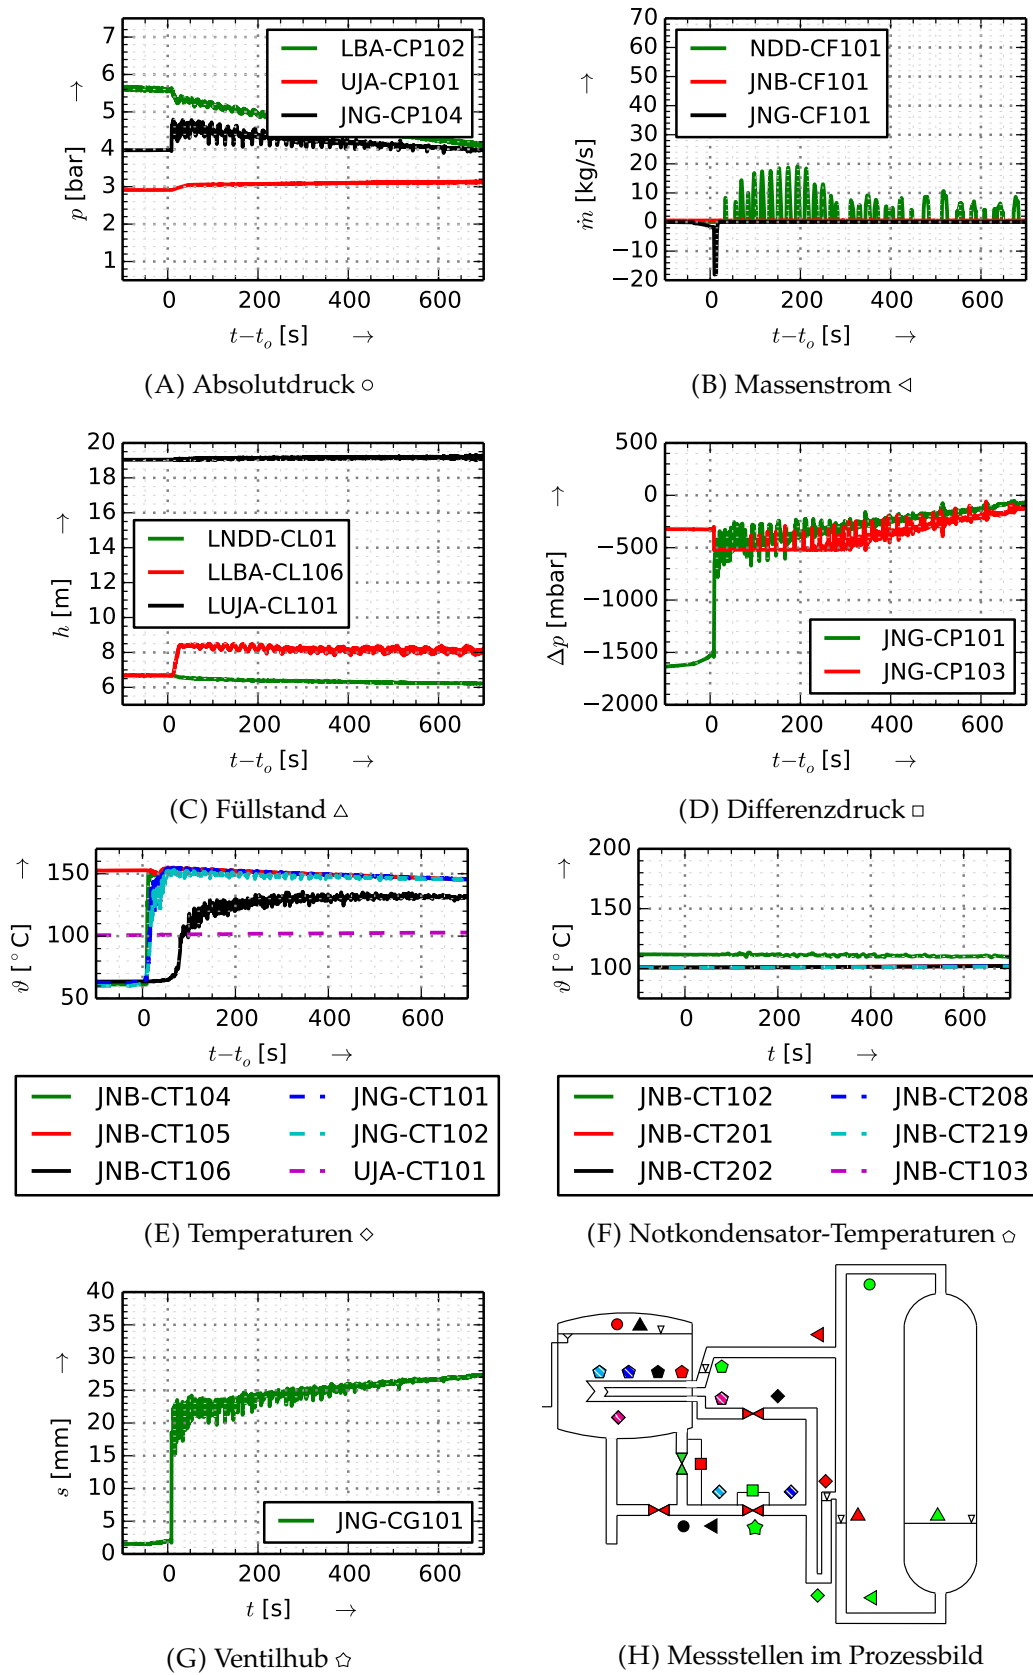 7
6
5
4
3
2
1
p [bar] →
LBA-CP102
UJA-CP101
JNG-CP104
0 200 400 600
t−t_o [s] →
(A) Absolutdruck ○
70
60
50
40
30
20
10
0
−10
−20
ṁ [kg/s] →
NDD-CF101
JNB-CF101
JNG-CF101
0 200 400 600
t−t_o [s] →
(B) Massenstrom ◁
20
18
16
14
12
10
8
6
h [m] →
LNDD-CL01
LLBA-CL106
LUJA-CL101
0 200 400 600
t−t_o [s] →
(C) Füllstand △
500
0
−500
−1000
−1500
−2000
Δp [mbar] →
JNG-CP101
JNG-CP103
0 200 400 600
t−t_o [s] →
(D) Differenzdruck □
150
100
50
ϑ [°C] →
0 200 400 600
t−t_o [s] →
JNB-CT104 JNG-CT101
JNB-CT105 JNG-CT102
JNB-CT106 UJA-CT101
(E) Temperaturen ◇
200
150
100
ϑ [°C] →
0 200 400 600
t [s] →
JNB-CT102 JNB-CT208
JNB-CT201 JNB-CT219
JNB-CT202 JNB-CT103
(F) Notkondensator-Temperaturen ⬠
40
35
30
25
20
15
10
5
0
s [mm] →
JNG-CG101
0 200 400 600
t [s] →
(G) Ventilhub ☆
(H) Messstellen im Prozessbild